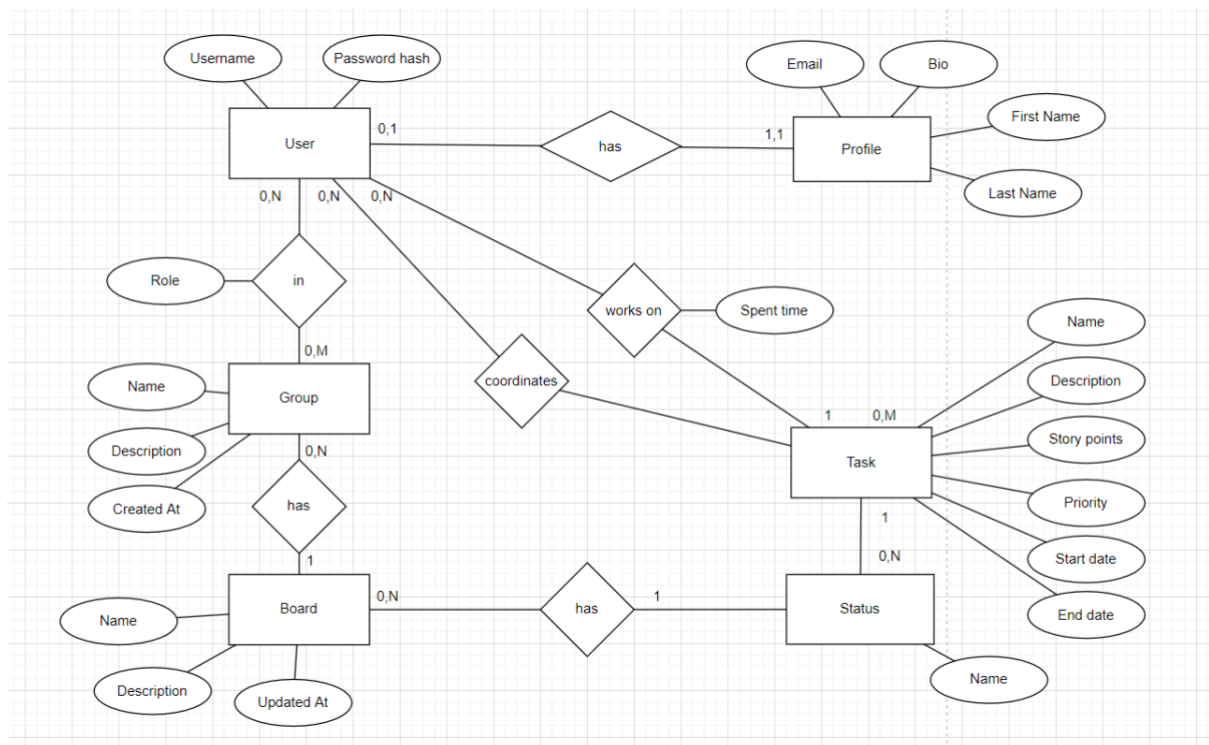 Username
Password hash
Email
Bio
First Name
Last Name
User
0,1
has
1,1
Profile
0,N
0,N
0,N
Role
in
works on
Spent time
0,M
coordinates
Name
Group
Description
Created At
0,N
has
1
1
0,M
Task
Name
Description
Story points
Priority
Start date
End date
1
0,N
Name
Board
Description
Updated At
0,N
has
1
Status
Name